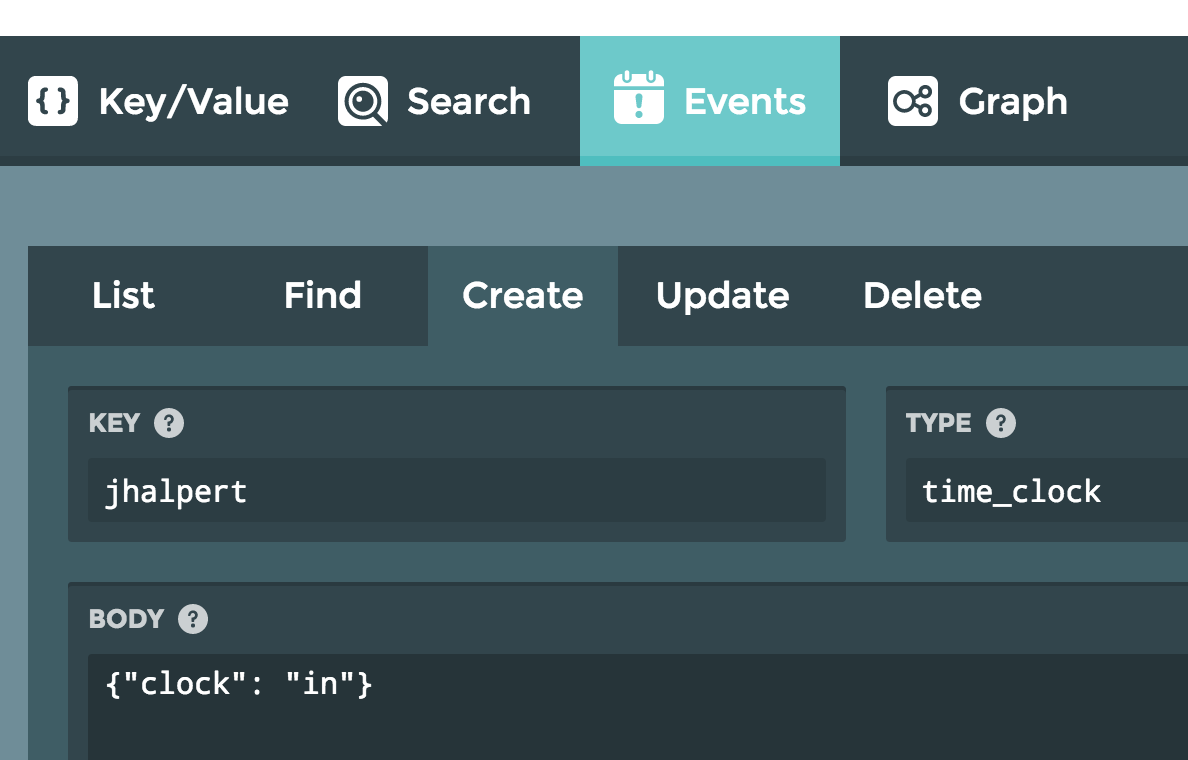 Key/Value Search Events Graph
List Find Create Update Delete
KEY ? TYPE ?
jhalpert time_clock
BODY ?
{"clock": "in"}